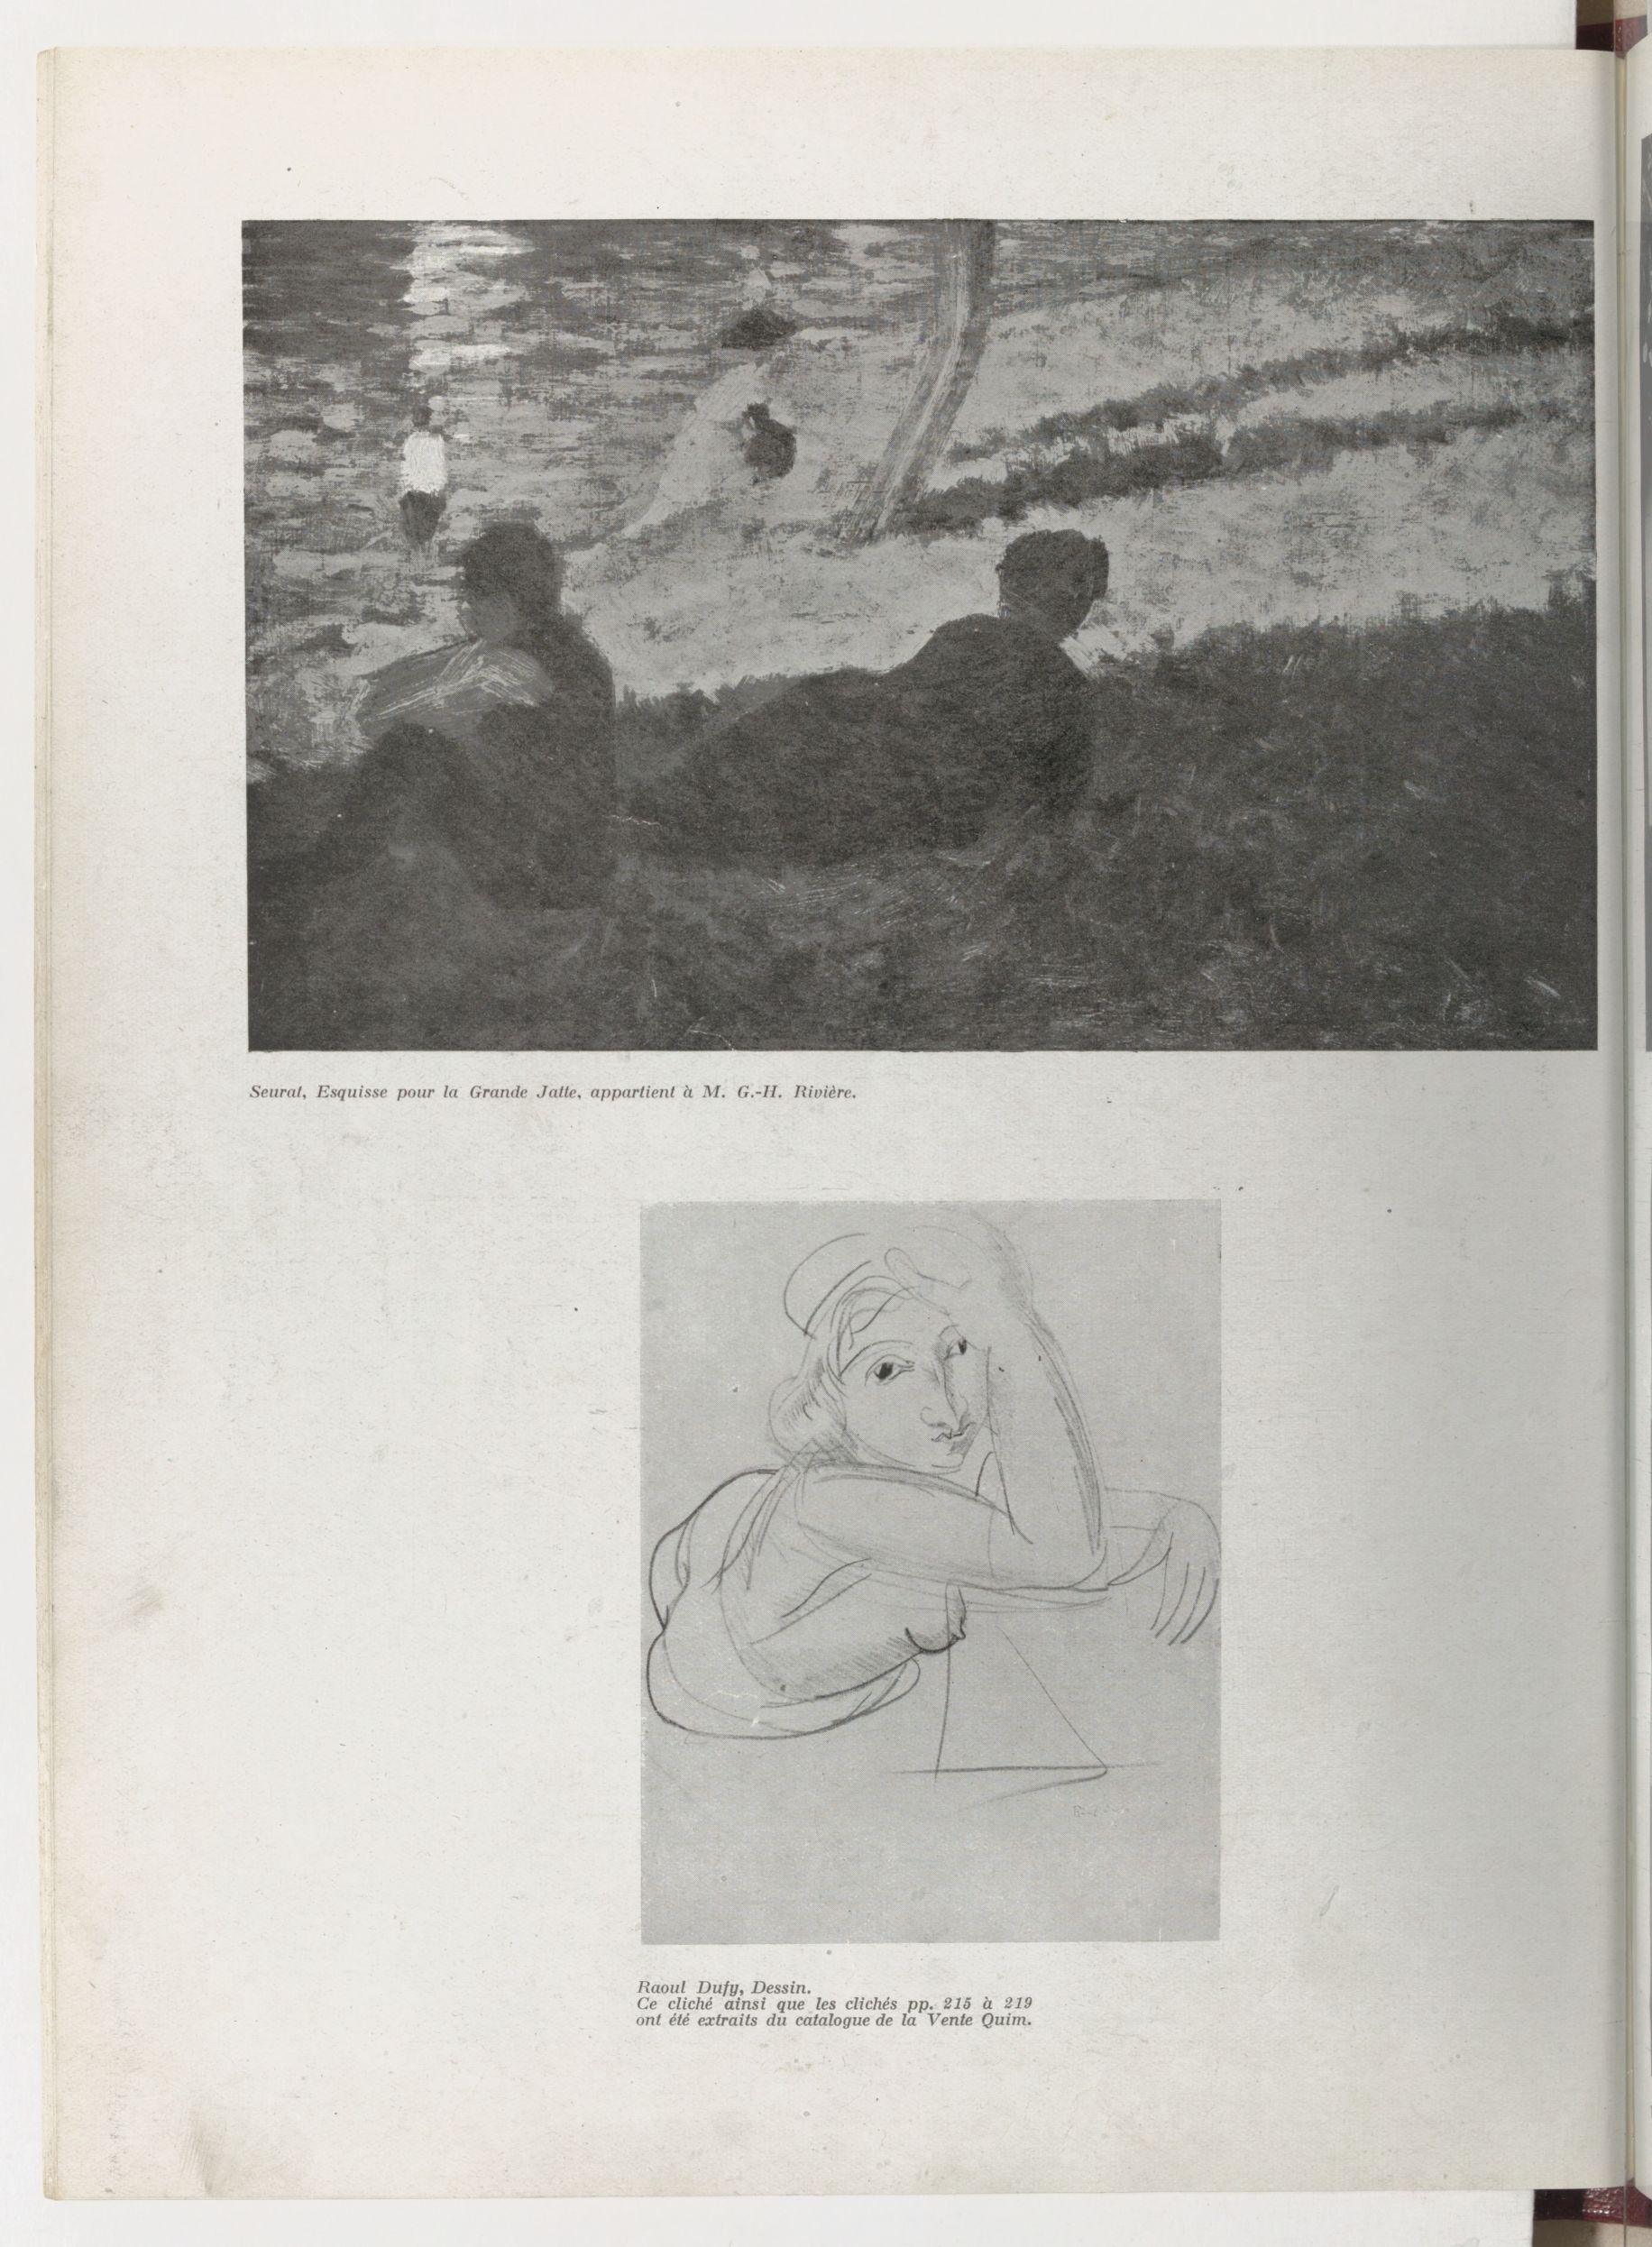 Seurat, Esquisse pour la Grande Jatte, appartient à M. G.-H. Rivière.
Raoul Dufy, Dessin.
Ce cliché ainsi que les clichés pp. 215 à 219
ont été extraits du catalogue de la Vente Quim.